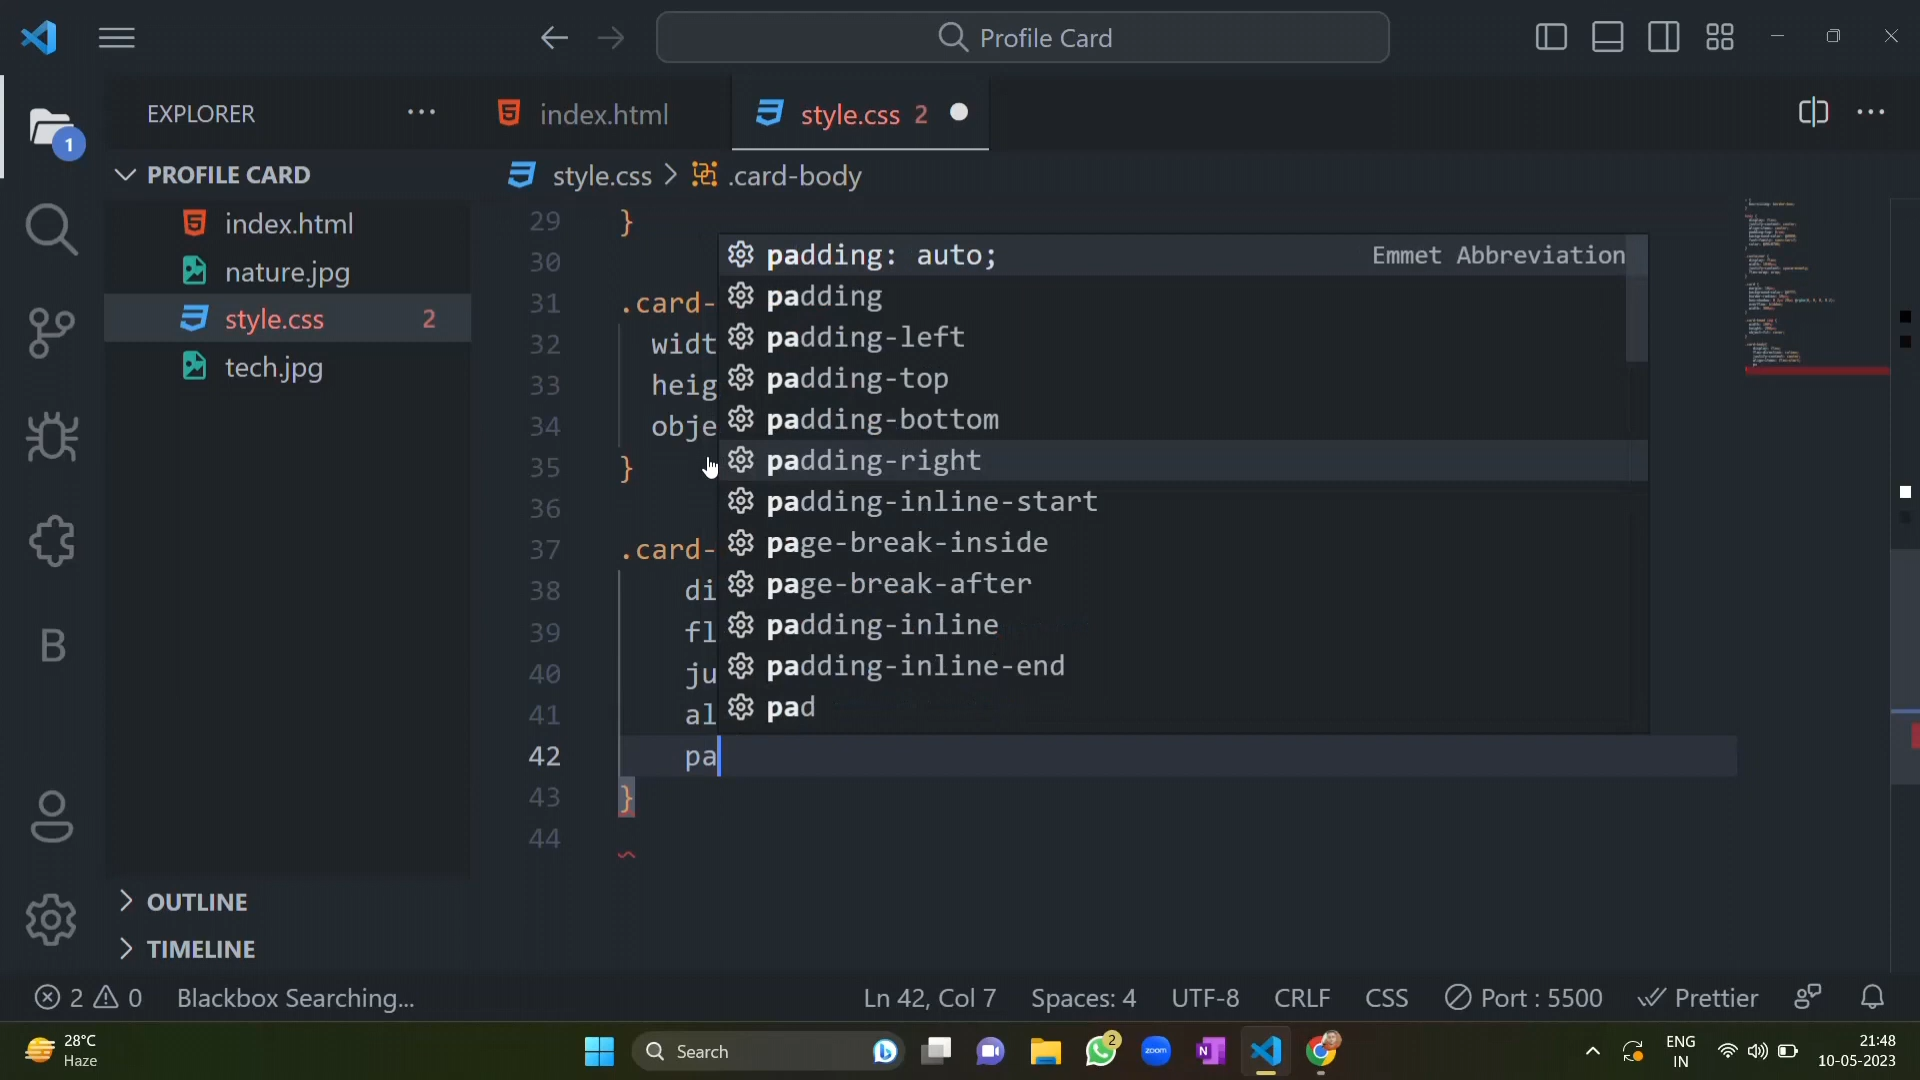 Profile Card
EXPLORER
index.html
style.css 2
1
PROFILE CARD
style.css > .card-body
index.html
nature.jpg
style.css 2
tech.jpg
29 }
30
31 .card-
32 widt
33 heig
34 obje
35 }
36
37 .card-
38 di
39 fl
40 ju
41 al
42 pa
43 }
44
padding: auto; Emmet Abbreviation
padding
padding-left
padding-top
padding-bottom
padding-right
padding-inline-start
page-break-inside
page-break-after
padding-inline
padding-inline-end
pad
B
OUTLINE
TIMELINE
2 0 Blackbox Searching... Ln 42, Col 7 Spaces: 4 UTF-8 CRLF CSS Port : 5500 Prettier
28°C
Haze
Search
2
zoom
N
ENG
IN
21:48
10-05-2023